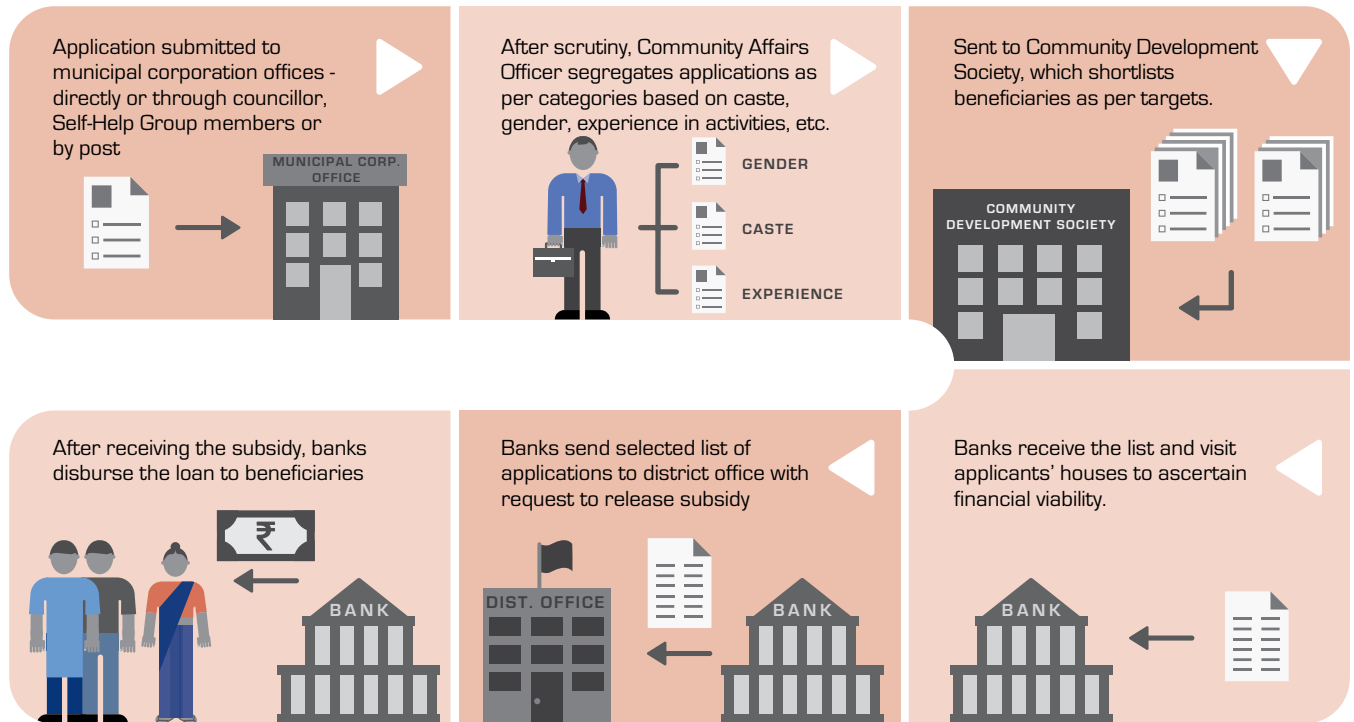 Application submitted to
municipal corporation offices -
directly or through councillor,
Self-Help Group members or
by post
MUNICIPAL CORP.
OFFICE
After scrutiny, Community Affairs
Officer segregates applications as
per categories based on caste,
gender, experience in activities, etc.
GENDER
CASTE
EXPERIENCE
Sent to Community Development
Society, which shortlists
beneficiaries as per targets.
COMMUNITY
DEVELOPMENT SOCIETY
Banks receive the list and visit
applicants' houses to ascertain
financial viability.
BANK
Banks send selected list of
applications to district office with
request to release subsidy
DIST. OFFICE
BANK
After receiving the subsidy, banks
disburse the loan to beneficiaries
₹
BANK